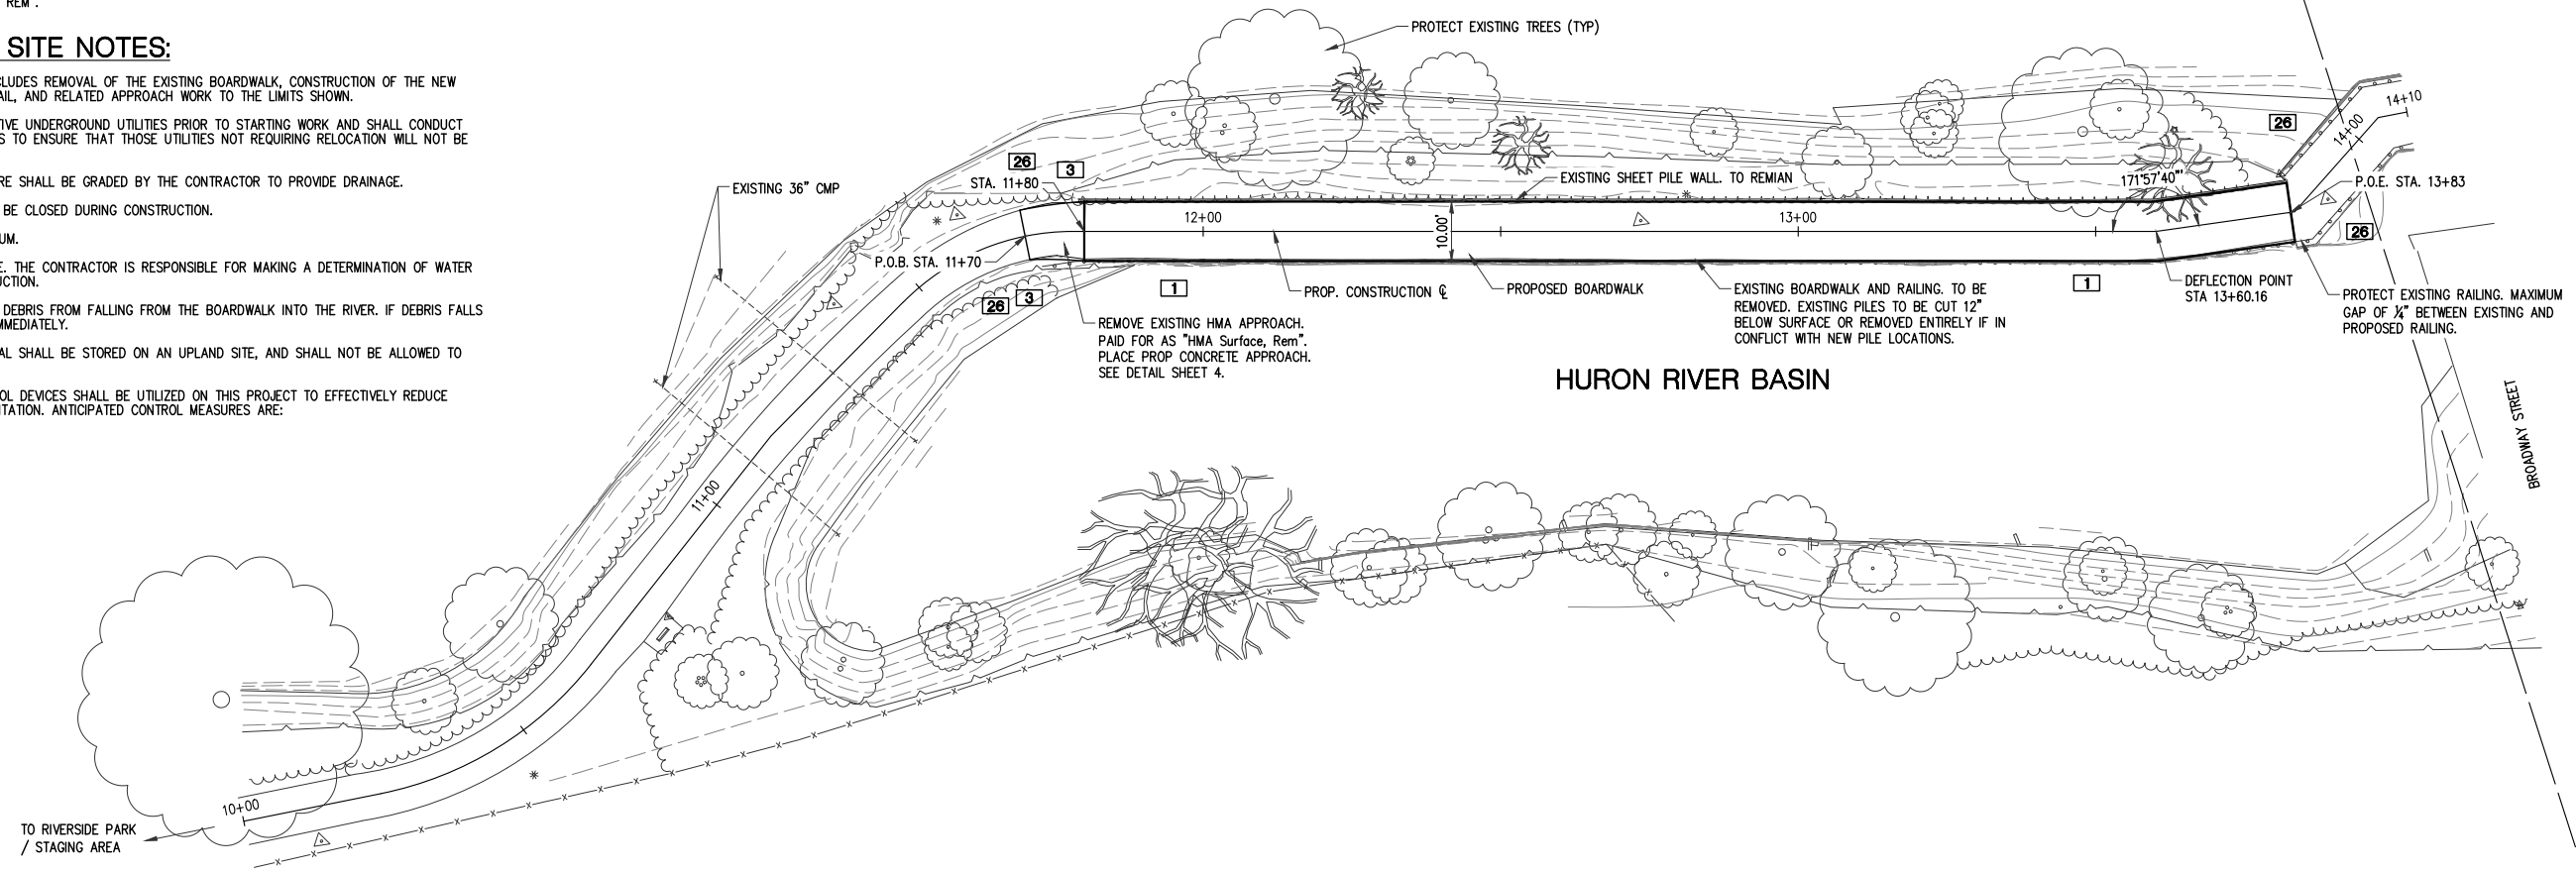 REM".
SITE NOTES:
CLUDES REMOVAL OF THE EXISTING BOARDWALK, CONSTRUCTION OF THE NEW
AIL, AND RELATED APPROACH WORK TO THE LIMITS SHOWN.
TIVE UNDERGROUND UTILITIES PRIOR TO STARTING WORK AND SHALL CONDUCT
S TO ENSURE THAT THOSE UTILITIES NOT REQUIRING RELOCATION WILL NOT BE
RE SHALL BE GRADED BY THE CONTRACTOR TO PROVIDE DRAINAGE.
BE CLOSED DURING CONSTRUCTION.
UM.
E. THE CONTRACTOR IS RESPONSIBLE FOR MAKING A DETERMINATION OF WATER
UCTION.
DEBRIS FROM FALLING FROM THE BOARDWALK INTO THE RIVER. IF DEBRIS FALLS
MMEDIATELY.
AL SHALL BE STORED ON AN UPLAND SITE, AND SHALL NOT BE ALLOWED TO
OL DEVICES SHALL BE UTILIZED ON THIS PROJECT TO EFFECTIVELY REDUCE
TATION. ANTICIPATED CONTROL MEASURES ARE:
PROTECT EXISTING TREES (TYP)
EXISTING 36" CMP
26
3
STA. 11+80
P.O.B. STA. 11+70
EXISTING SHEET PILE WALL. TO REMIAN
12+00
10.00'
13+00
171°57'40"
26
14+10
14+00
P.O.E. STA. 13+83
26
26
3
1
PROP. CONSTRUCTION ℄
PROPOSED BOARDWALK
EXISTING BOARDWALK AND RAILING. TO BE
REMOVED. EXISTING PILES TO BE CUT 12"
BELOW SURFACE OR REMOVED ENTIRELY IF IN
CONFLICT WITH NEW PILE LOCATIONS.
1
DEFLECTION POINT
STA 13+60.16
PROTECT EXISTING RAILING. MAXIMUM
GAP OF ¼" BETWEEN EXISTING AND
PROPOSED RAILING.
REMOVE EXISTING HMA APPROACH.
PAID FOR AS "HMA Surface, Rem".
PLACE PROP CONCRETE APPROACH.
SEE DETAIL SHEET 4.
HURON RIVER BASIN
BROADWAY STREET
11+00
10+00
TO RIVERSIDE PARK
/ STAGING AREA